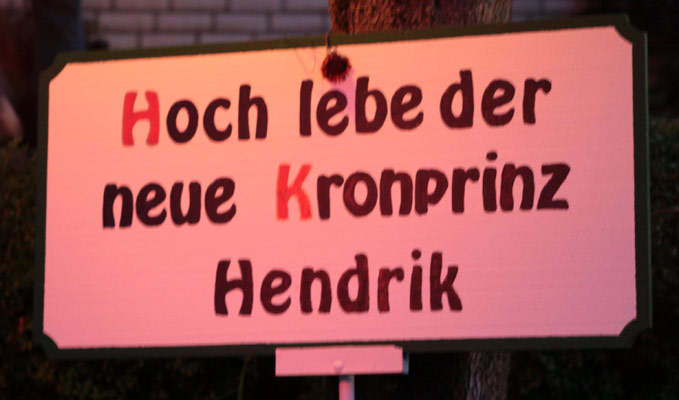 Hoch lebe der
neue Kronprinz
Hendrik